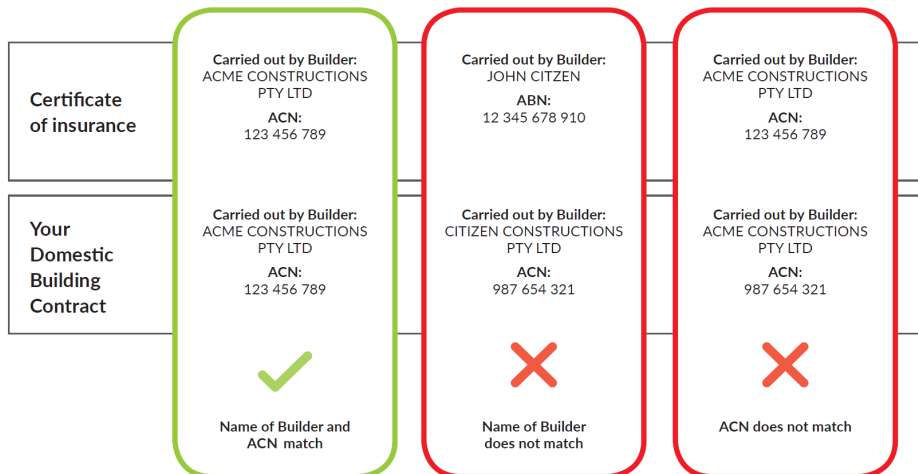 Certificate
of insurance
Carried out by Builder:
ACME CONSTRUCTIONS
PTY LTD
ACN:
123 456 789
Carried out by Builder:
JOHN CITZEN
ABN:
12 345 678 910
Carried out by Builder:
ACME CONSTRUCTIONS
PTY LTD
ACN:
123 456 789
Your
Domestic
Building
Contract
Carried out by Builder:
ACME CONSTRUCTIONS
PTY LTD
ACN:
123 456 789
Carried out by Builder:
CITIZEN CONSTRUCTIONS
PTY LTD
ACN:
987 654 321
Carried out by Builder:
ACME CONSTRUCTIONS
PTY LTD
ACN:
987 654 321
Name of Builder and
ACN match
Name of Builder
does not match
ACN does not match